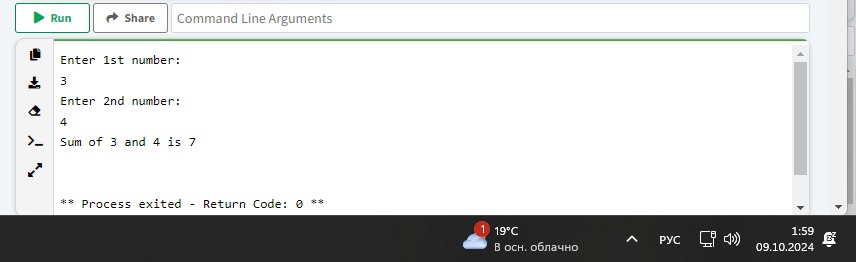 Run
Share
Command Line Arguments
Enter 1st number:
3
Enter 2nd number:
4
Sum of 3 and 4 is 7
** Process exited - Return Code: 0 **
1
19°C
В осн. облачно
РУС
1:59
09.10.2024